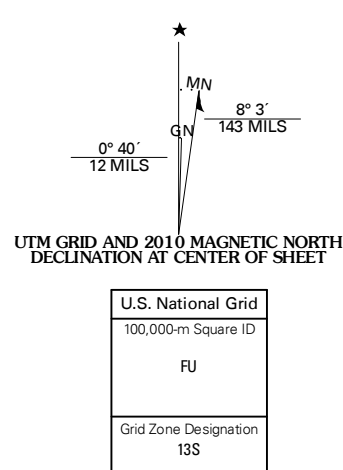 ★
MN
GN
8° 3´
143 MILS
0° 40´
12 MILS
UTM GRID AND 2010 MAGNETIC NORTH
DECLINATION AT CENTER OF SHEET
U.S. National Grid
100,000-m Square ID
FU
Grid Zone Designation
13S